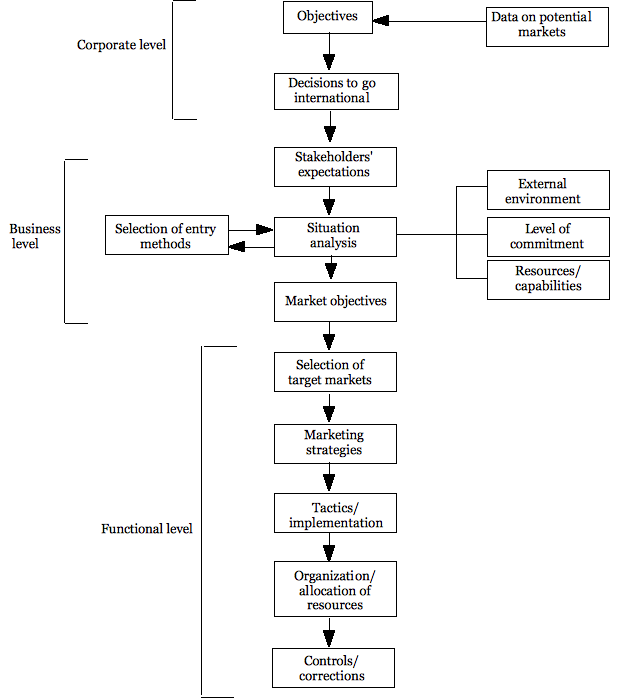 Objectives
Data on potential
markets
Corporate level
Decisions to go
international
Stakeholders'
expectations
External
environment
Business
level
Selection of entry
methods
Situation
analysis
Level of
commitment
Resources/
capabilities
Market objectives
Selection of
target markets
Marketing
strategies
Functional level
Tactics/
implementation
Organization/
allocation of
resources
Controls/
corrections